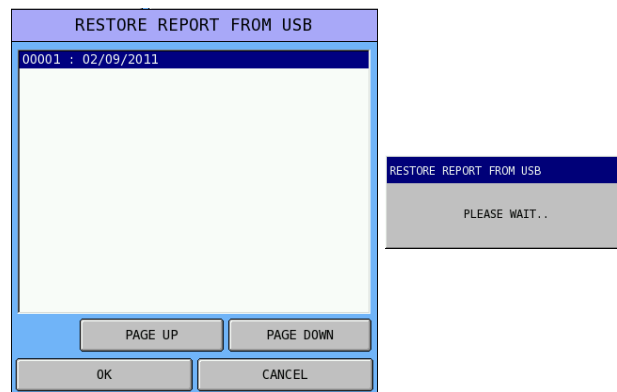 RESTORE REPORT FROM USB
00001 : 02/09/2011
PAGE UP
PAGE DOWN
OK
CANCEL
RESTORE REPORT FROM USB
PLEASE WAIT..